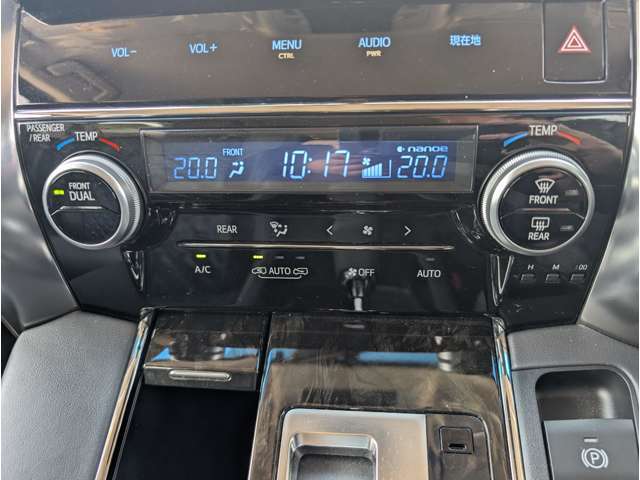 VOL- VOL+ MENU AUDIO 現在地
CTRL PWR
PASSENGER
/REAR TEMP TEMP
FRONT nanoe
20.0 10:17 20.0
FRONT
DUAL
FRONT
REAR
REAR
A/C AUTO OFF AUTO
H M :00
P